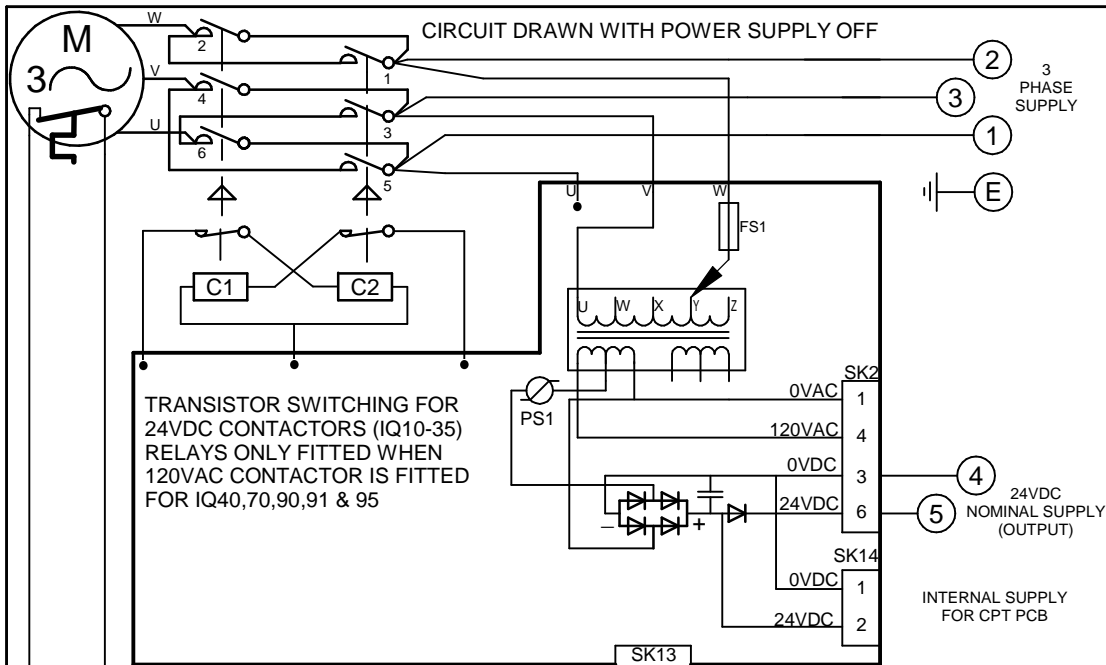 CIRCUIT DRAWN WITH POWER SUPPLY OFF
M
3
W
V
U
2
4
6
1
3
5
2
3
1
E
3
PHASE
SUPPLY
U
V
W
FS1
C1
C2
U W X Y Z
TRANSISTOR SWITCHING FOR
24VDC CONTACTORS (IQ10-35)
RELAYS ONLY FITTED WHEN
120VAC CONTACTOR IS FITTED
FOR IQ40,70,90,91 & 95
PS1
− +
SK2
0VAC 1
120VAC 4
0VDC 3
24VDC 6
4
5
24VDC
NOMINAL SUPPLY
(OUTPUT)
SK14
0VDC 1
24VDC 2
INTERNAL SUPPLY
FOR CPT PCB
SK13